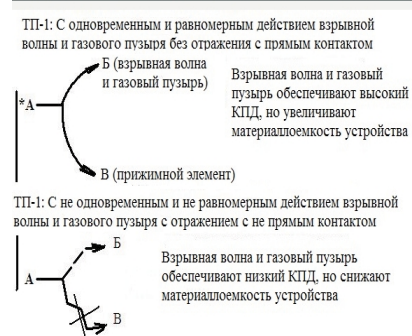 ТП-1: С одновременным и равномерным действием взрывной
волны и газового пузыря без отражения с прямым контактом
Б (взрывная волна
и газовый пузырь)
*А
Взрывная волна и газовый
пузырь обеспечивают высокий
КПД, но увеличивают
материаллоемкость устройства
В (прижимной элемент)
ТП-1: С не одновременным и не равномерным действием взрывной
волны и газового пузыря с отражением с не прямым контактом
Б
А
Взрывная волна и газовый пузырь
обеспечивают низкий КПД, но снижают
материаллоемкость устройства
В